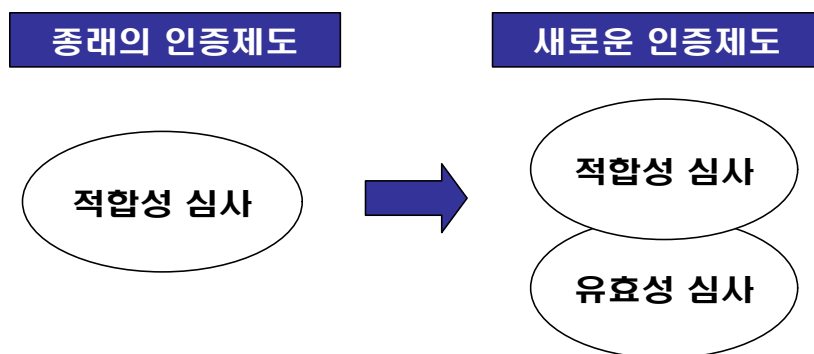 종래의 인증제도
새로운 인증제도
적합성 심사
적합성 심사
유효성 심사